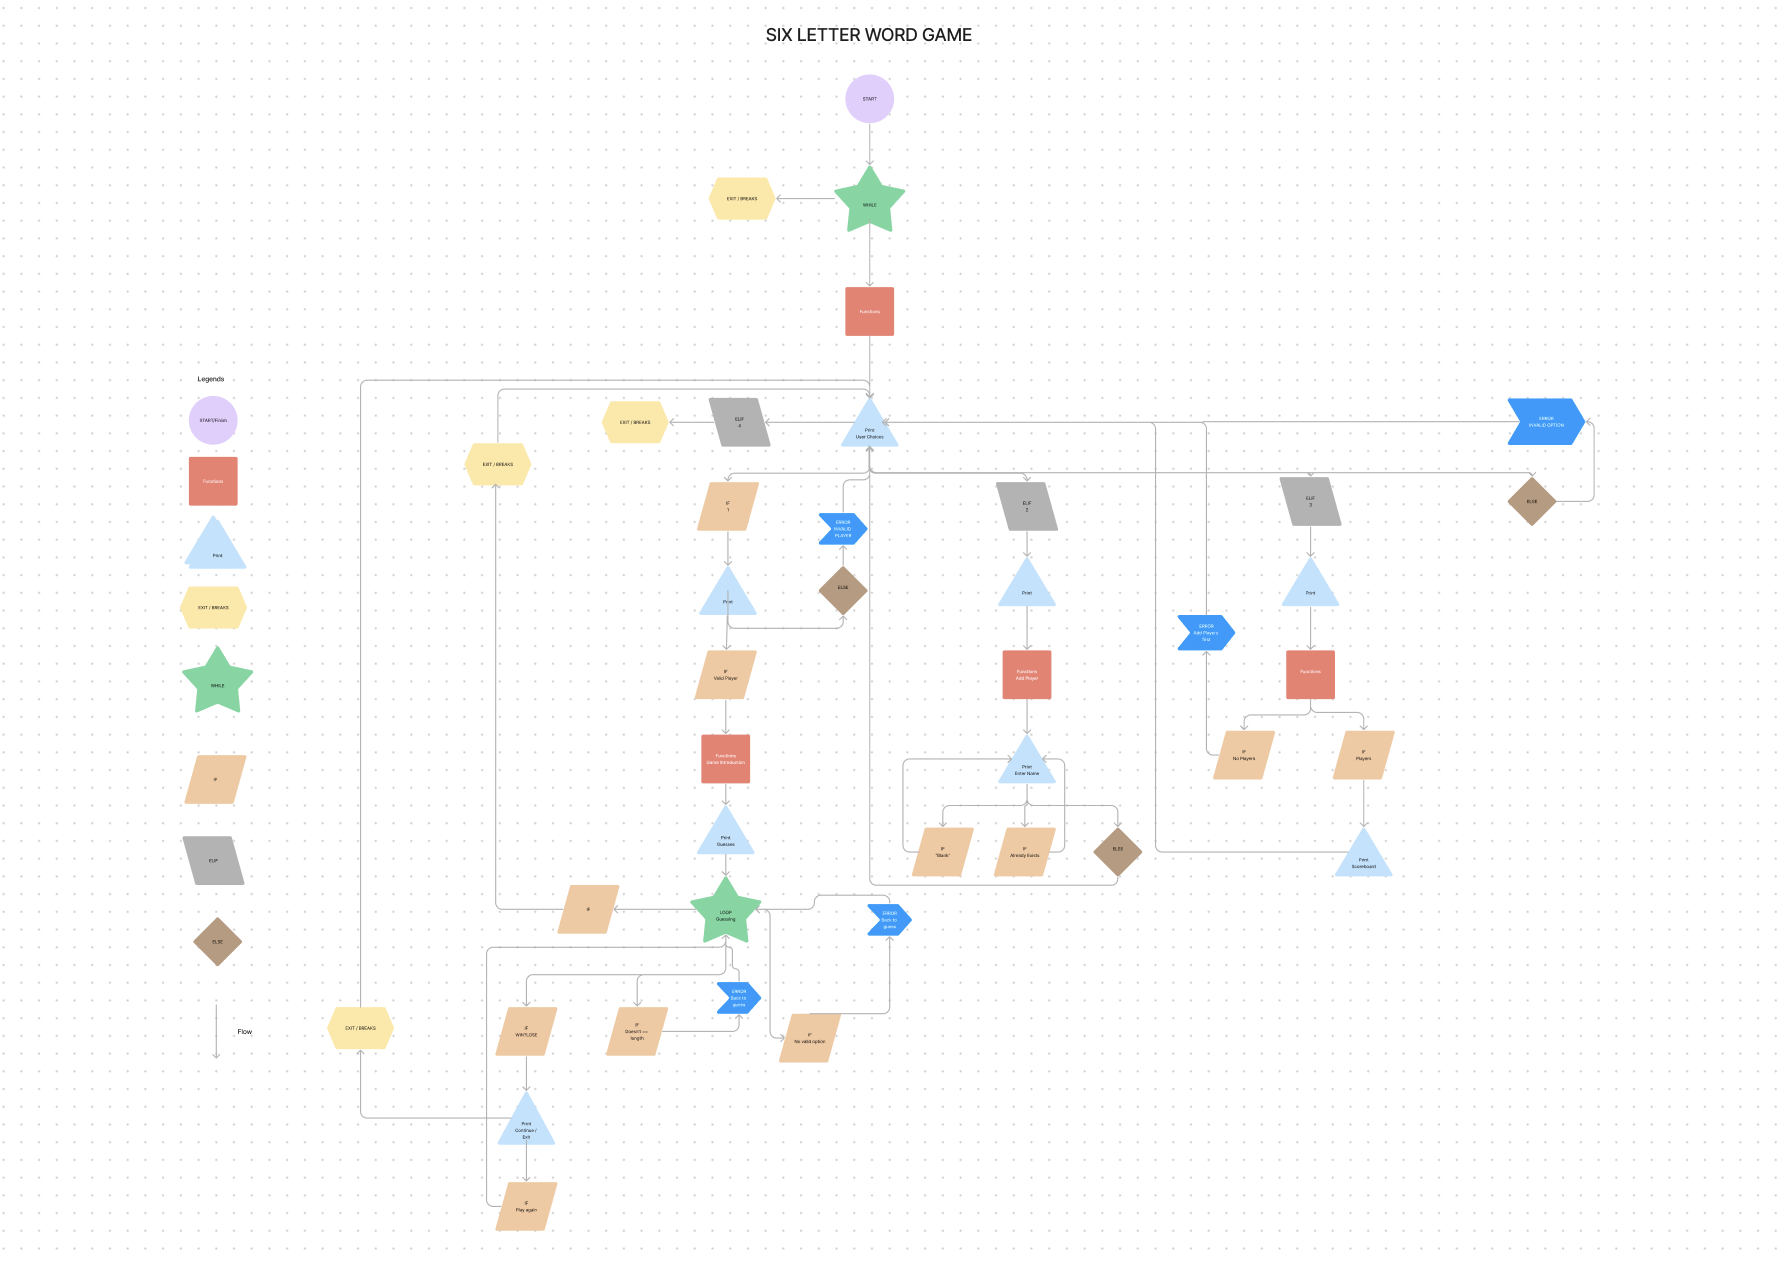 SIX LETTER WORD GAME
START
EXIT / BREAKS
WHILE
Functions
Legends
START/Finish
Functions
Print
EXIT / BREAKS
WHILE
IF
ELIF
ELSE
Flow
EXIT / BREAKS
EXIT / BREAKS
ELIF
4
Print
User Choices
ERROR
INVALID OPTION
IF
1
ERROR
INVALID
PLAYER
ELIF
2
ELIF
3
ELSE
Print
ELSE
Print
Print
IF
Valid Player
Functions
Add Player
ERROR
Add Players
first
Functions
Functions
Game Introduction
Print
Enter Name
IF
No Players
IF
Players
Print
Guesses
IF
"Blank"
IF
Already Exists
ELSE
Print
Scoreboard
IF
LOOP
Guessing
ERROR
Back to
guess
EXIT / BREAKS
IF
WIN/LOSE
IF
Doesn't ==
length
ERROR
Back to
guess
IF
No valid option
Print
Continue /
Exit
IF
Play again